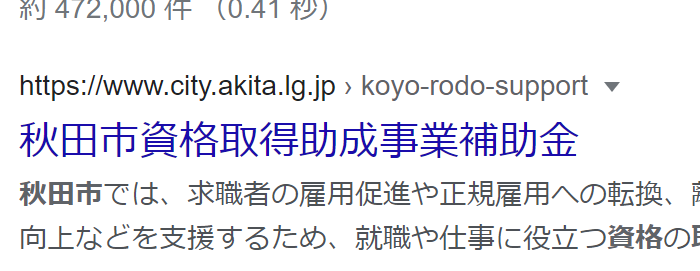 約 472,000 件 （0.41 秒）
https://www.city.akita.lg.jp › koyo-rodo-support
秋田市資格取得助成事業補助金
秋田市では、求職者の雇用促進や正規雇用への転換、
向上などを支援するため、就職や仕事に役立つ資格の